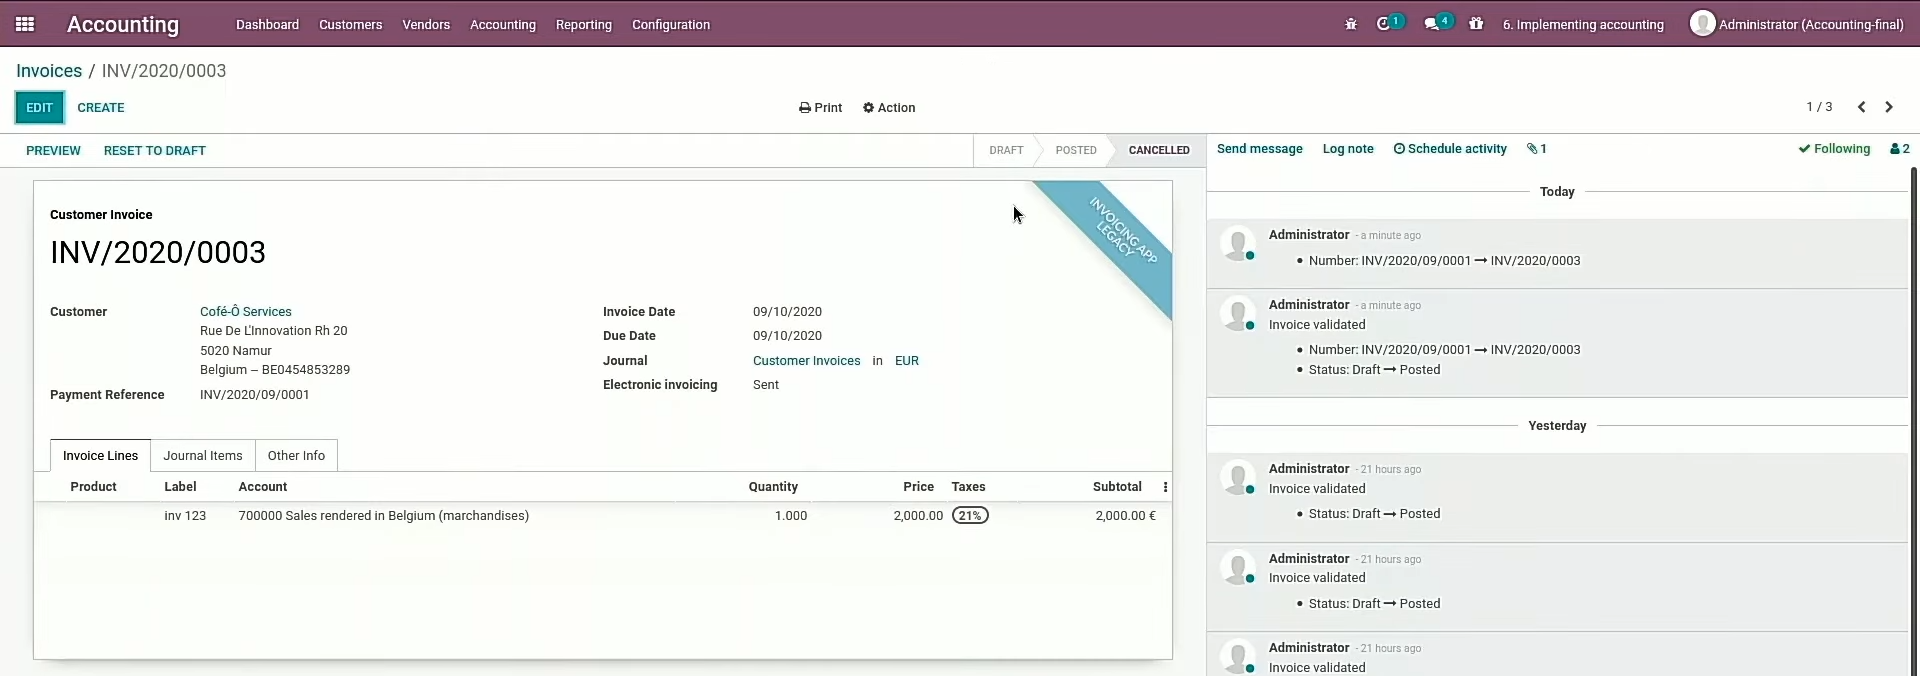 Accounting Dashboard Customers Vendors Accounting Reporting Configuration 1 4 6. Implementing accounting Administrator (Accounting-final)
Invoices / INV/2020/0003
EDIT CREATE Print Action 1 / 3
PREVIEW RESET TO DRAFT DRAFT POSTED CANCELLED
INVOICING APP
LEGACY
Customer Invoice
INV/2020/0003
Customer Cofé-Ô Services
Rue De L'Innovation Rh 20
5020 Namur
Belgium – BE0454853289
Payment Reference INV/2020/09/0001
Invoice Date 09/10/2020
Due Date 09/10/2020
Journal Customer Invoices in EUR
Electronic invoicing Sent
Invoice Lines Journal Items Other Info
Product Label Account Quantity Price Taxes Subtotal
inv 123 700000 Sales rendered in Belgium (marchandises) 1.000 2,000.00 21% 2,000.00 €
Send message Log note Schedule activity 1 Following 2
Today
Administrator - a minute ago
• Number: INV/2020/09/0001 → INV/2020/0003
Administrator - a minute ago
Invoice validated
• Number: INV/2020/09/0001 → INV/2020/0003
• Status: Draft → Posted
Yesterday
Administrator - 21 hours ago
Invoice validated
• Status: Draft → Posted
Administrator - 21 hours ago
Invoice validated
• Status: Draft → Posted
Administrator - 21 hours ago
Invoice validated